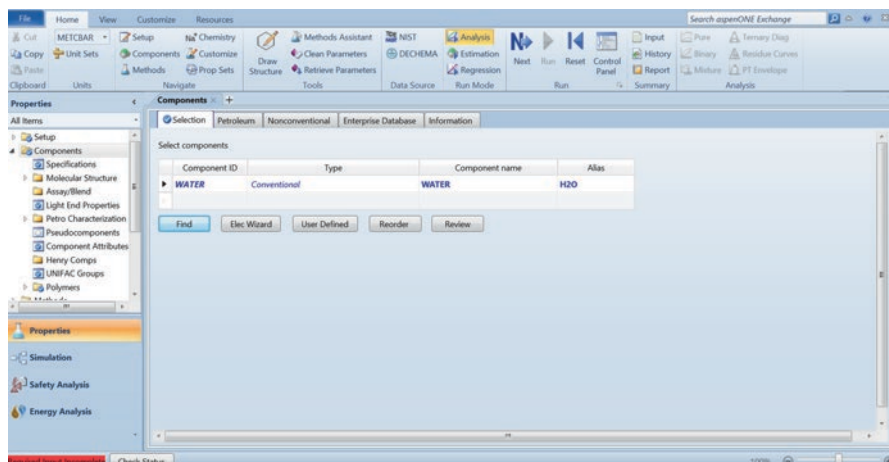 File Home View Customize Resources Search aspenONE Exchange
Cut METCBAR Setup Chemistry Methods Assistant NIST Analysis Input Pure Ternary Diag
Copy Unit Sets Components Customize Clean Parameters DECHEMA Estimation History Binary Residue Curves
Paste Methods Prop Sets Draw Structure Retrieve Parameters Regression Next Run Reset Control Panel Report Mixture PT Envelope
Clipboard Units Navigate Tools Data Source Run Mode Run Summary Analysis
Properties
All Items
Setup
Components
Specifications
Molecular Structure
Assay/Blend
Light End Properties
Petro Characterization
Pseudocomponents
Component Attributes
Henry Comps
UNIFAC Groups
Polymers
Properties
Simulation
Safety Analysis
Energy Analysis
Components +
Selection Petroleum Nonconventional Enterprise Database Information
Select components
Component ID Type Component name Alias
WATER Conventional WATER H2O
Find Elec Wizard User Defined Reorder Review
Check Status 100%